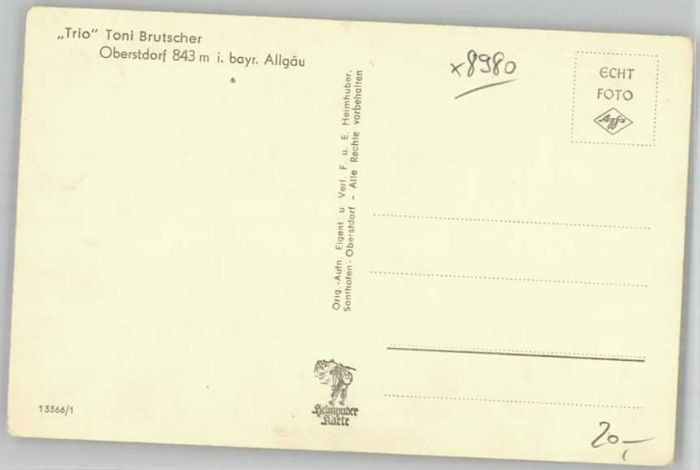 „Trio" Toni Brutscher
Oberstdorf 843 m i. bayr. Allgäu
x8980
ECHT
FOTO
Agfa
Orig.-Aufn. Eigent u Verl. F. u. E. Heimhuber,
Sonthofen-Oberstdorf - Alle Rechte vorbehalten
Heimhuber
Karte
13366/1
20,-